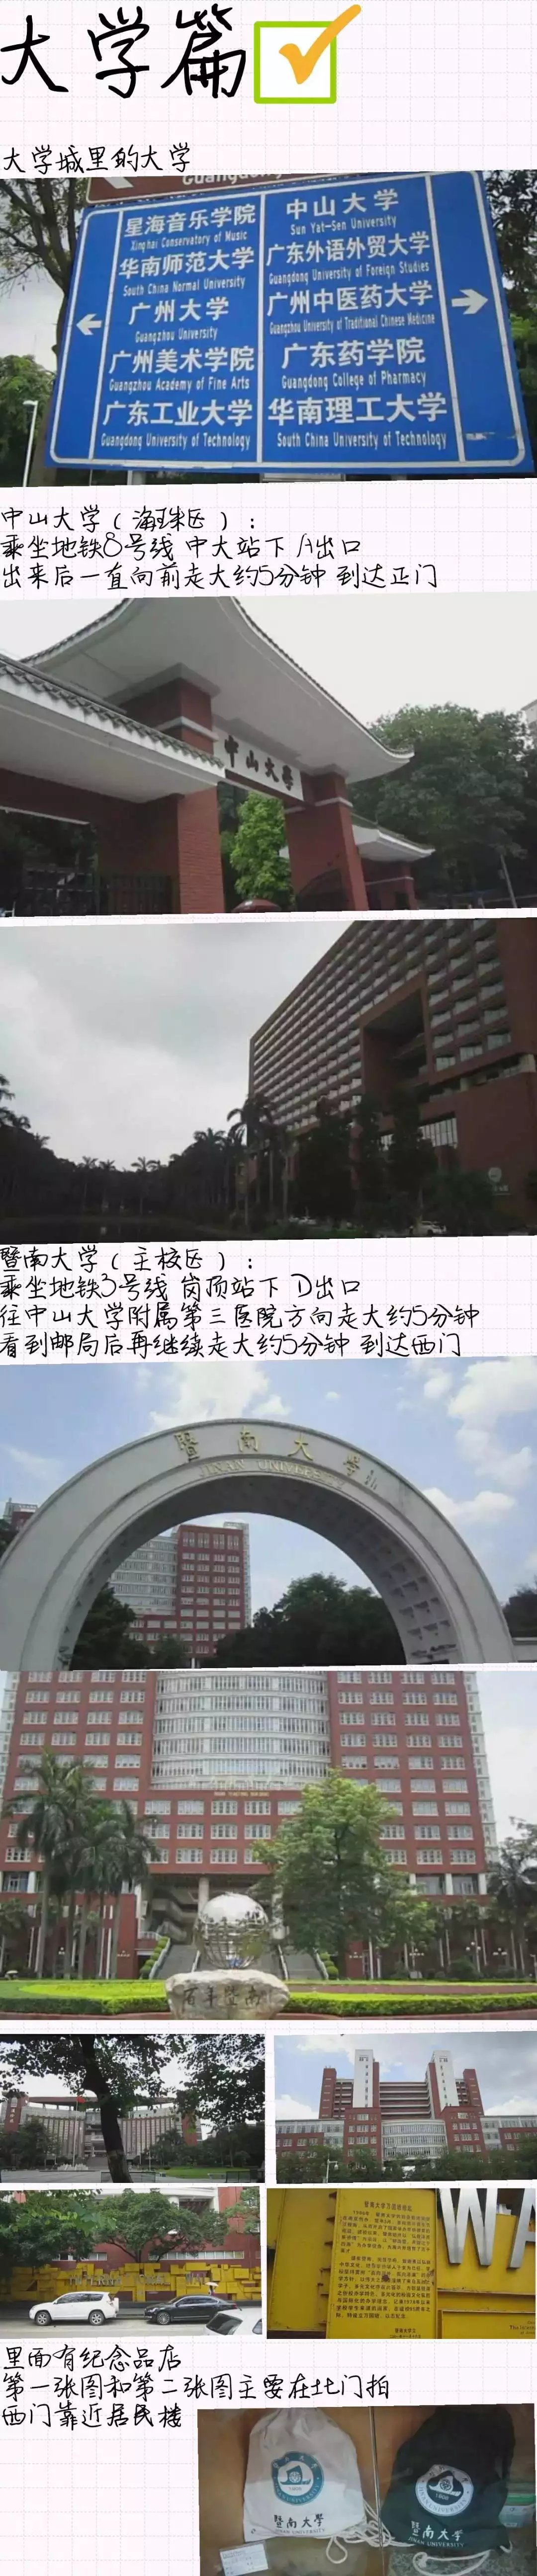 大学篇
大学城里的大学
Guangdong
星海音乐学院
Xinghai Conservatory of Music
华南师范大学
South China Normal University
广州大学
Guangzhou University
广州美术学院
Guangzhou Academy of Fine Arts
广东工业大学
Guangdong University of Technology
中山大学
Sun Yat-Sen University
广东外语外贸大学
Guangdong University of Foreign Studies
广州中医药大学
Guangzhou University of Traditional Chinese Medicine
广东药学院
Guangdong College of Pharmacy
华南理工大学
South China University of Technology
中山大学（海珠区）：
乘坐地铁8号线 中大站下 A出口
出来后一直向前走大约5分钟 到达正门
中山大学
暨南大学（主校区）：
乘坐地铁3号线 岗顶站下 D出口
往中山大学附属第三医院方向走大约5分钟
看到邮局后再继续走大约5分钟 到达西门
暨南大学
JINAN UNIVERSITY
百年暨南
WA
里面有纪念品店
第一张图和第二张图主要在北门拍
西门靠近居民楼
暨南大学
JINAN UNIVERSITY
1906
暨南大学
JINAN UNIVERSITY